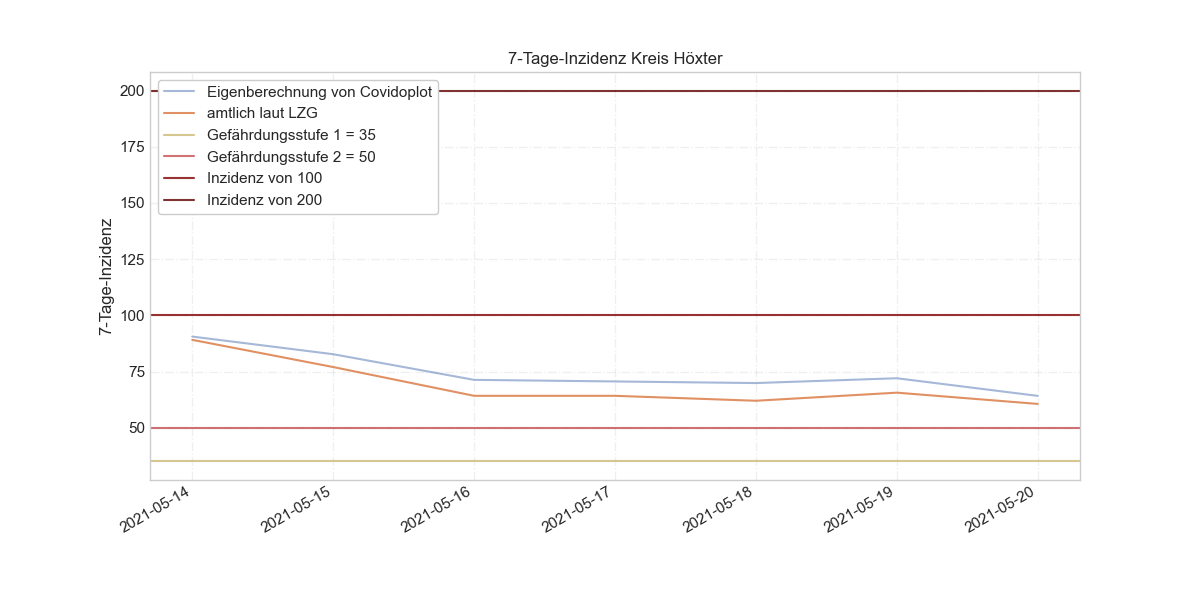 7-Tage-Inzidenz Kreis Höxter
Eigenberechnung von Covidoplot
amtlich laut LZG
Gefährdungsstufe 1 = 35
Gefährdungsstufe 2 = 50
Inzidenz von 100
Inzidenz von 200
7-Tage-Inzidenz
200
175
150
125
100
75
50
2021-05-14
2021-05-15
2021-05-16
2021-05-17
2021-05-18
2021-05-19
2021-05-20